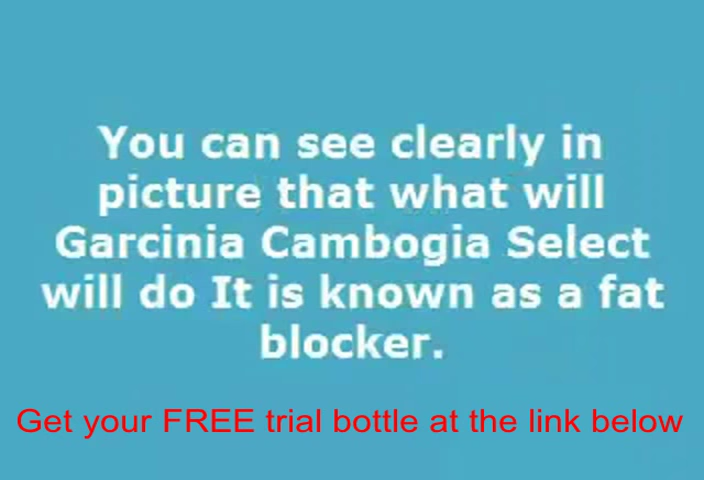 You can see clearly in
picture that what will
Garcinia Cambogia Select
will do It is known as a fat
blocker.
Get your FREE trial bottle at the link below